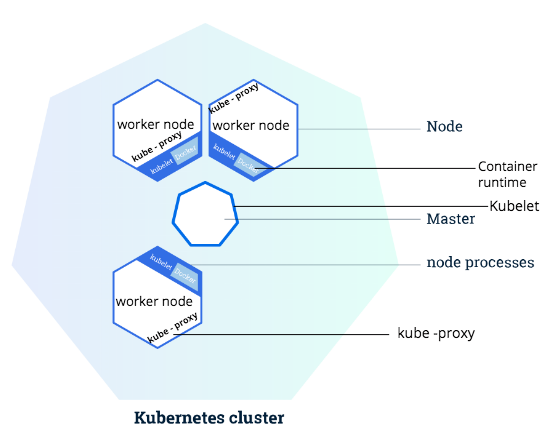 kube - proxy
worker node
kube - proxy
kubelet
Docker
worker node
kubelet
Docker
Node
Container
runtime
Kubelet
Master
kubelet
Docker
node processes
worker node
kube - proxy
kube -proxy
Kubernetes cluster